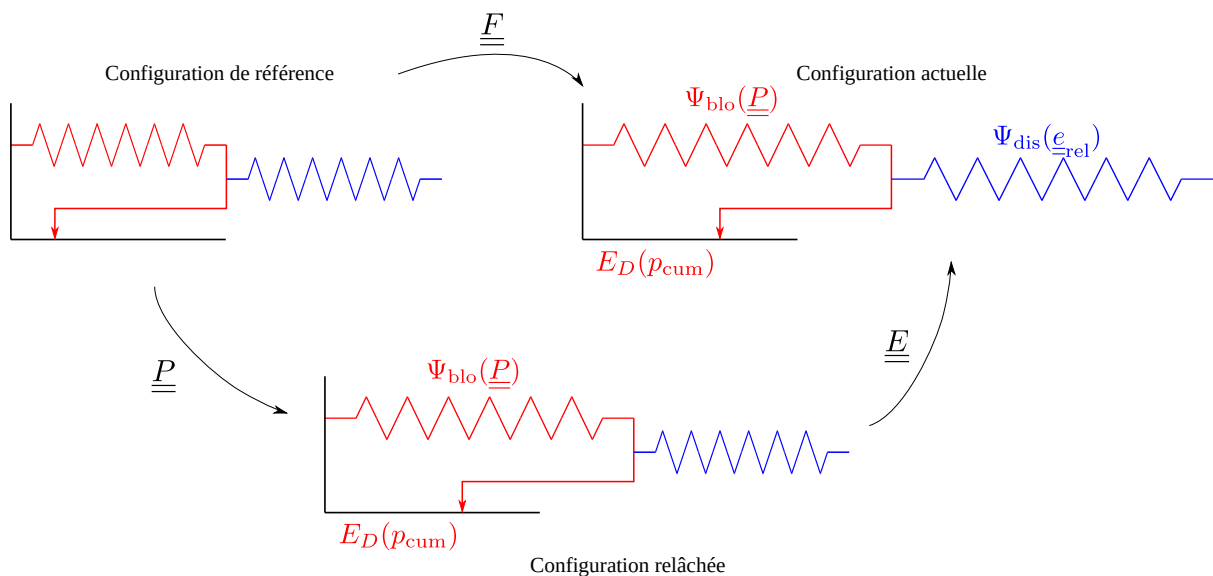 F
Configuration de référence
Configuration actuelle
Ψblo(P)
Ψdis(erel)
ED(pcum)
P
E
Ψblo(P)
ED(pcum)
Configuration relâchée